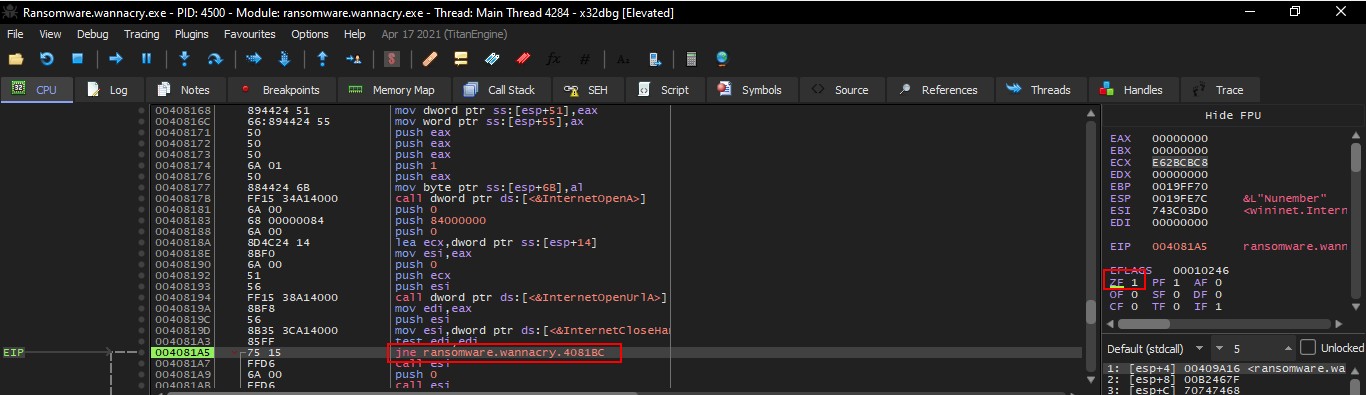 Ransomware.wannacry.exe - PID: 4500 - Module: ransomware.wannacry.exe - Thread: Main Thread 4284 - x32dbg [Elevated]
File View Debug Tracing Plugins Favourites Options Help Apr 17 2021 (TitanEngine)
CPU Log Notes Breakpoints Memory Map Call Stack SEH Script Symbols Source References Threads Handles Trace
Hide FPU
00408168 894424 51 mov dword ptr ss:[esp+51],eax
0040816C 66:894424 55 mov word ptr ss:[esp+55],ax
00408171 50 push eax
00408172 50 push eax
00408173 50 push eax
00408174 6A 01 push 1
00408176 50 push eax
00408177 884424 6B mov byte ptr ss:[esp+6B],al
0040817B FF15 34A14000 call dword ptr ds:[<&InternetOpenA>]
00408181 6A 00 push 0
00408183 68 00000084 push 84000000
00408188 6A 00 push 0
0040818A 8D4C24 14 lea ecx,dword ptr ss:[esp+14]
0040818E 8BF0 mov esi,eax
00408190 6A 00 push 0
00408192 51 push ecx
00408193 56 push esi
00408194 FF15 38A14000 call dword ptr ds:[<&InternetOpenUrlA>]
0040819A 8BF8 mov edi,eax
0040819C 56 push esi
0040819D 8B35 3CA14000 mov esi,dword ptr ds:[<&InternetCloseHa
004081A3 85FF test edi,edi
EIP 004081A5 75 15 jne ransomware.wannacry.4081BC
004081A7 FFD6 call esi
004081A9 6A 00 push 0
004081AB FFD6 call esi
EAX 00000000
EBX 00000000
ECX E62BCBC8
EDX 00000000
EBP 0019FF70
ESP 0019FE7C &L"Nunember"
ESI 743C03D0 <wininet.Intern
EDI 00000000
EIP 004081A5 ransomware.wann
EFLAGS 00010246
ZF 1 PF 1 AF 0
OF 0 SF 0 DF 0
CF 0 TF 0 IF 1
Default (stdcall) 5 Unlocked
1: [esp+4] 00409A16 <ransomware.wa
2: [esp+8] 00B2467F
3: [esp+C] 70747468